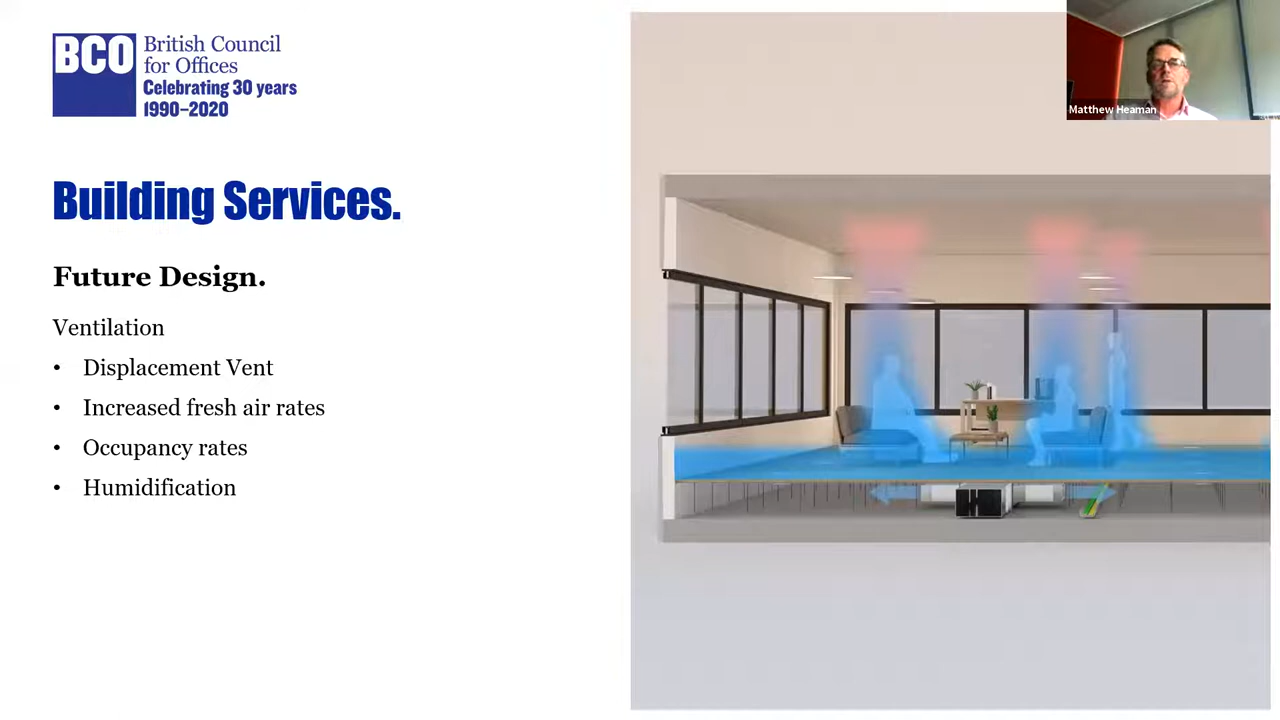 BCO British Council
for Offices
Celebrating 30 years
1990–2020
Matthew Heaman
Building Services.
Future Design.
Ventilation
• Displacement Vent
• Increased fresh air rates
• Occupancy rates
• Humidification